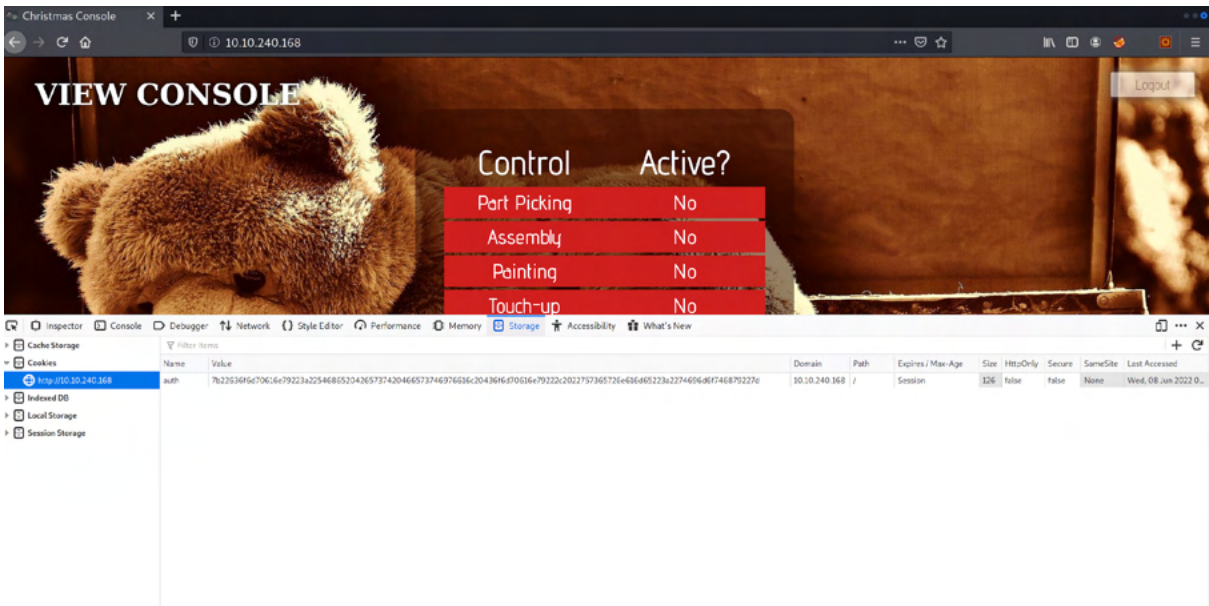 Christmas Console
10.10.240.168
VIEW CONSOLE
Logout
Control Active?
Part Picking No
Assembly No
Painting No
Touch-up No
Inspector Console Debugger Network Style Editor Performance Memory Storage Accessibility What's New
Cache Storage
Filter Items
Cookies
Name Value Domain Path Expires / Max-Age Size HttpOnly Secure SameSite Last Accessed
http://10.10.240.168
auth 7b22636f6d70616e79223a22546865204265737420466573746976616c20436f6d70616e79222c2022757365726e616d65223a2274696d6f746879227d 10.10.240.168 / Session 126 false false None Wed, 08 Jun 2022 0...
Indexed DB
Local Storage
Session Storage